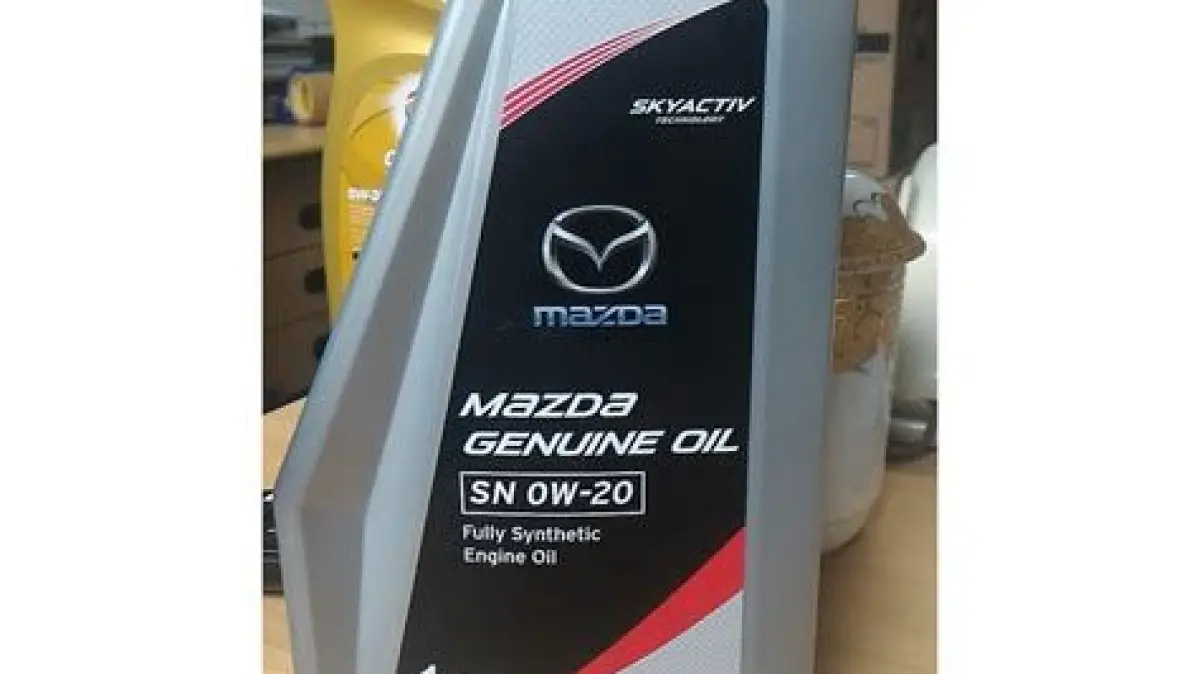 SKYACTIV
TECHNOLOGY
mazda
Mazda
GENUINE OIL
SN 0W-20
Fully Synthetic
Engine Oil